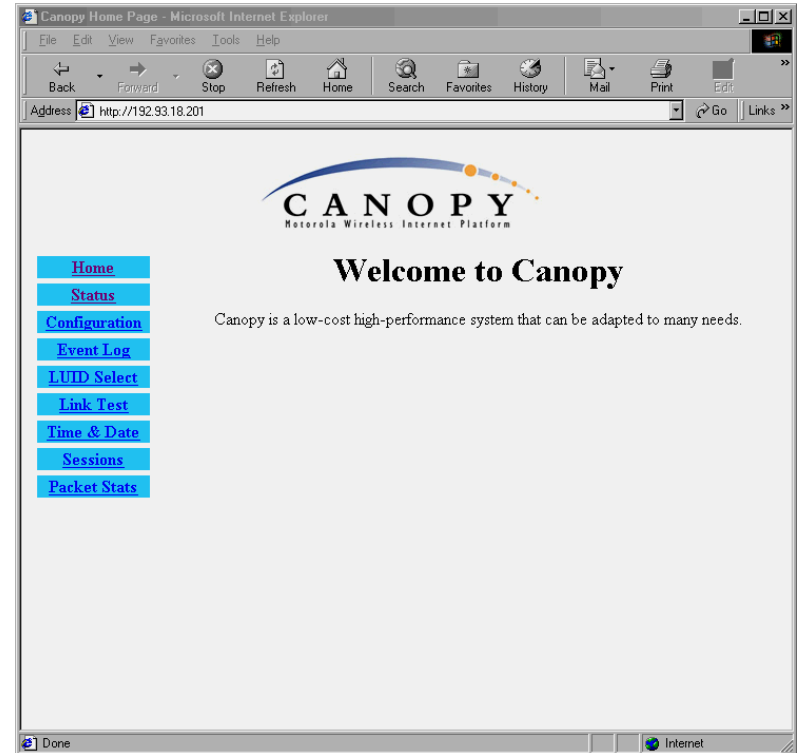 Canopy Home Page - Microsoft Internet Explorer
File Edit View Favorites Tools Help
Back Forward Stop Refresh Home Search Favorites History Mail Print Edit »
Address http://192.93.18.201 Go Links »
CANOPY
Motorola Wireless Internet Platform
Home
Status
Configuration
Event Log
LUID Select
Link Test
Time & Date
Sessions
Packet Stats
Welcome to Canopy
Canopy is a low-cost high-performance system that can be adapted to many needs.
Done Internet